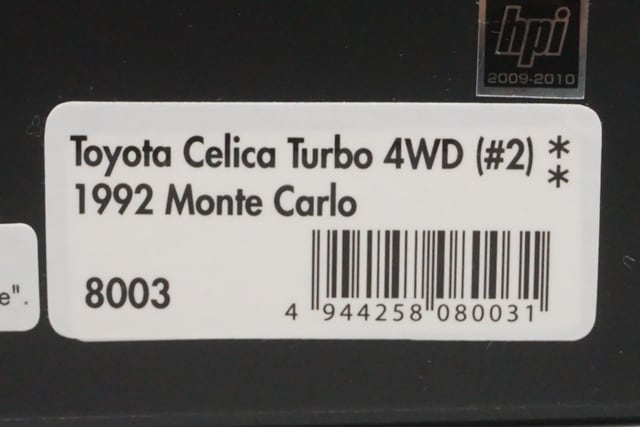 hpi
2009-2010
Toyota Celica Turbo 4WD (#2) **
1992 Monte Carlo
e".
8003
4 944258 080031